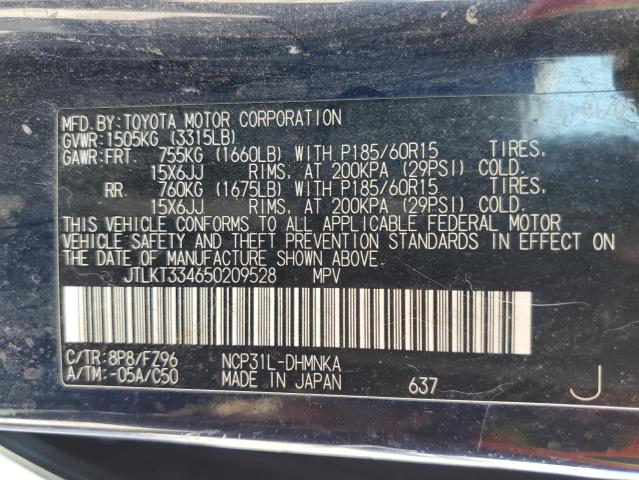 MFD.BY:TOYOTA MOTOR CORPORATION
GVWR:1505KG (3315LB)
GAWR:FRT. 755KG (1660LB) WITH P185/60R15 TIRES,
15X6JJ RIMS, AT 200KPA (29PSI) COLD.
RR 760KG (1675LB) WITH P185/60R15 TIRES,
15X6JJ RIMS, AT 200KPA (29PSI) COLD.
THIS VEHICLE CONFORMS TO ALL APPLICABLE FEDERAL MOTOR
VEHICLE SAFETY AND THEFT PREVENTION STANDARDS IN EFFECT ON
THE DATE OF MANUFACTURE SHOWN ABOVE.
JTLKT334650209528 MPV
C/TR:8P8/FZ96 NCP31L-DHMNKA
A/TM:-05A/C50 MADE IN JAPAN 637 J